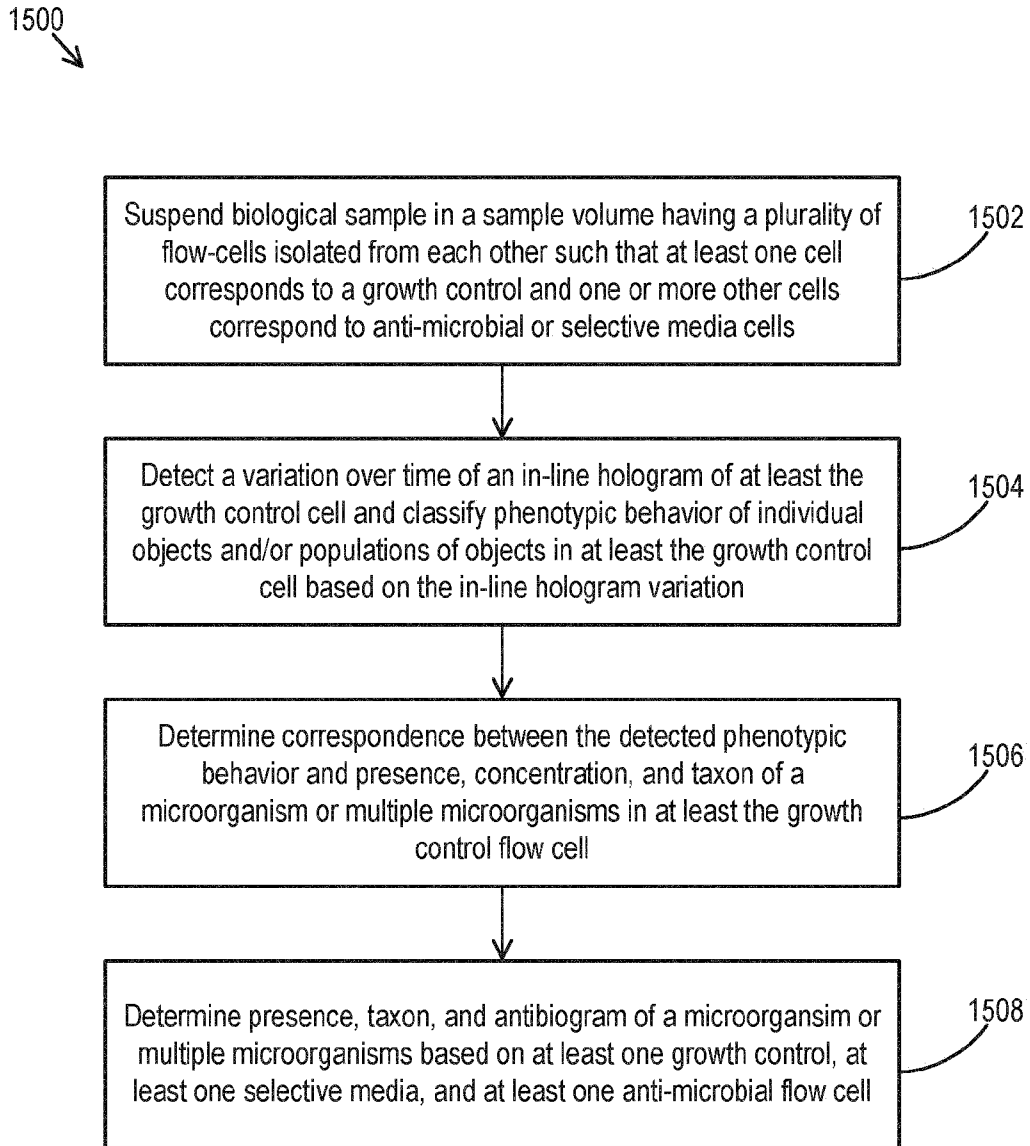 1500
Suspend biological sample in a sample volume having a plurality of
flow-cells isolated from each other such that at least one cell
corresponds to a growth control and one or more other cells
correspond to anti-microbial or selective media cells
1502
Detect a variation over time of an in-line hologram of at least the
growth control cell and classify phenotypic behavior of individual
objects and/or populations of objects in at least the growth control
cell based on the in-line hologram variation
1504
Determine correspondence between the detected phenotypic
behavior and presence, concentration, and taxon of a
microorganism or multiple microorganisms in at least the growth
control flow cell
1506
Determine presence, taxon, and antibiogram of a microorgansim or
multiple microorganisms based on at least one growth control, at
least one selective media, and at least one anti-microbial flow cell
1508